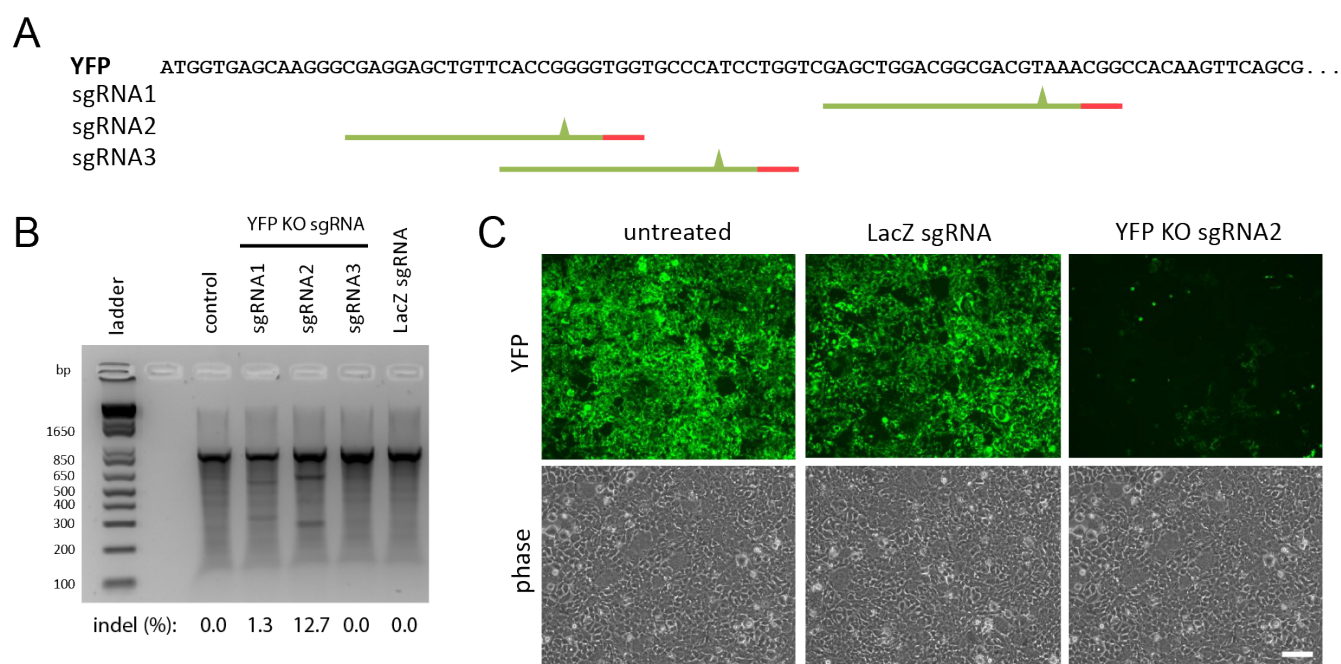 A
YFP ATGGTGAGCAAGGGCGAGGAGCTGTTCACCGGGGTGGTGCCCATCCTGGTCGAGCTGGACGGCGACGTAAACGGCCACAAGTTCAGCG...
sgRNA1
sgRNA2
sgRNA3
B
YFP KO sgRNA
ladder control sgRNA1 sgRNA2 sgRNA3 LacZ sgRNA
bp
1650
850
650
500
400
300
200
100
indel (%): 0.0 1.3 12.7 0.0 0.0
C
untreated LacZ sgRNA YFP KO sgRNA2
YFP
phase